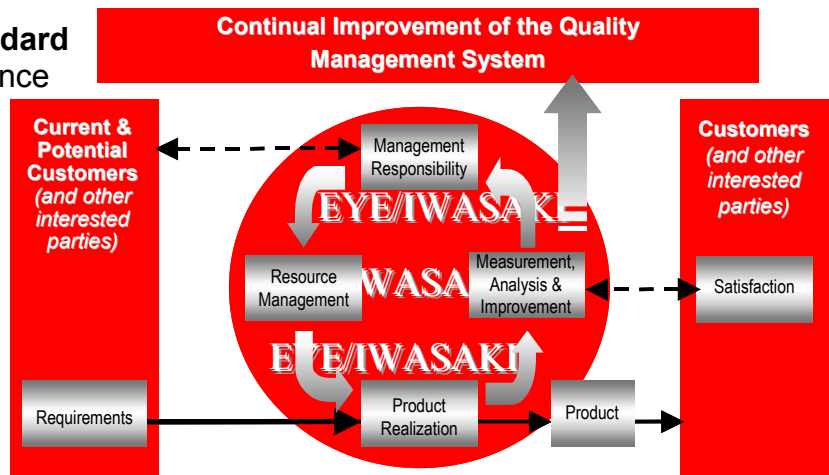 Continual Improvement of the Quality
Management System
dard
nce
Current &
Potential
Customers
(and other
interested
parties)
Management
Responsibility
Customers
(and other
interested
parties)
EYE/IWASAKI
Resource
Management
WASA
Measurement,
Analysis &
Improvement
Satisfaction
EYE/IWASAKI
Requirements
Product
Realization
Product